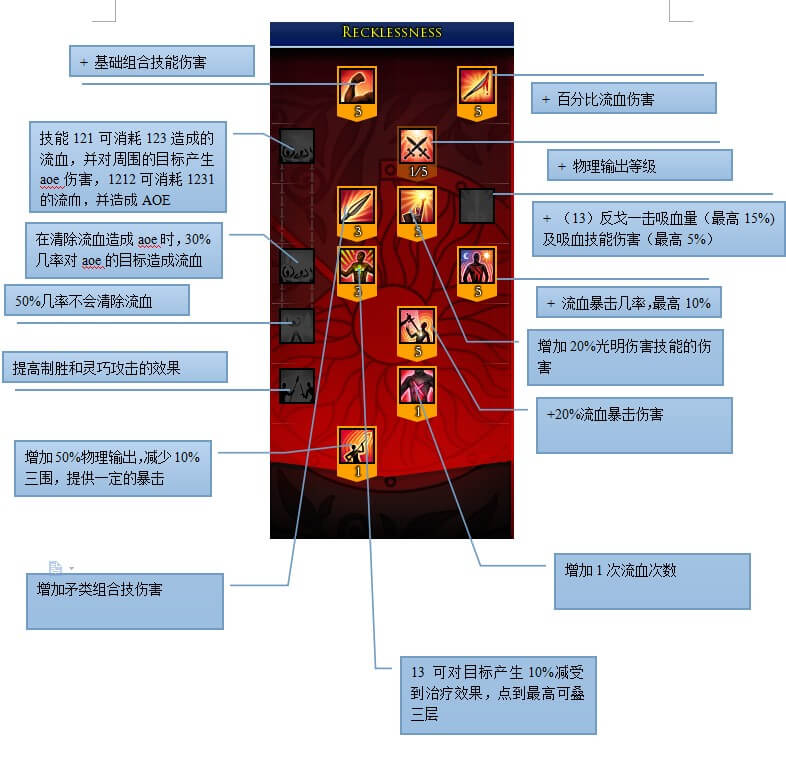 RECKLESSNESS
+ 基础组合技能伤害
5
5
+ 百分比流血伤害
技能 121 可消耗 123 造成的
流血，并对周围的目标产生
aoe 伤害，1212 可消耗 1231
的流血，并造成 AOE
1/5
+ 物理输出等级
3
3
+ （13）反戈一击吸血量（最高 15%）
及吸血技能伤害（最高 5%）
在清除流血造成 aoe 时，30%
几率对 aoe 的目标造成流血
3
5
50%几率不会清除流血
+ 流血暴击几率，最高 10%
5
增加 20%光明伤害技能的伤
害
提高制胜和灵巧攻击的效果
1
+20%流血暴击伤害
增加 50%物理输出，减少 10%
三围，提供一定的暴击
1
增加矛类组合技伤害
增加 1 次流血次数
13 可对目标产生 10%减受
到治疗效果，点到最高可叠
三层